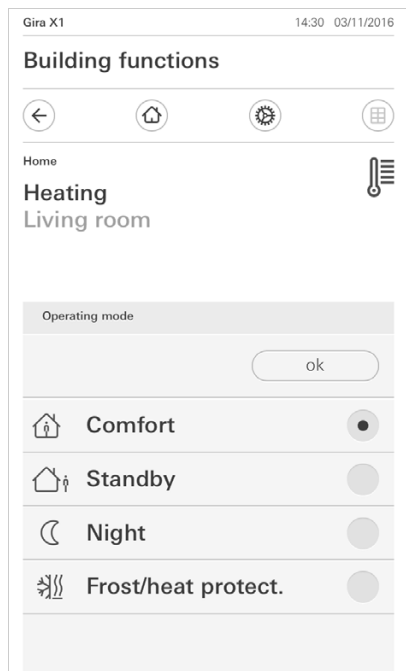 Gira X1 14:30 03/11/2016
Building functions
Home
Heating
Living room
Operating mode
ok
Comfort
Standby
Night
Frost/heat protect.